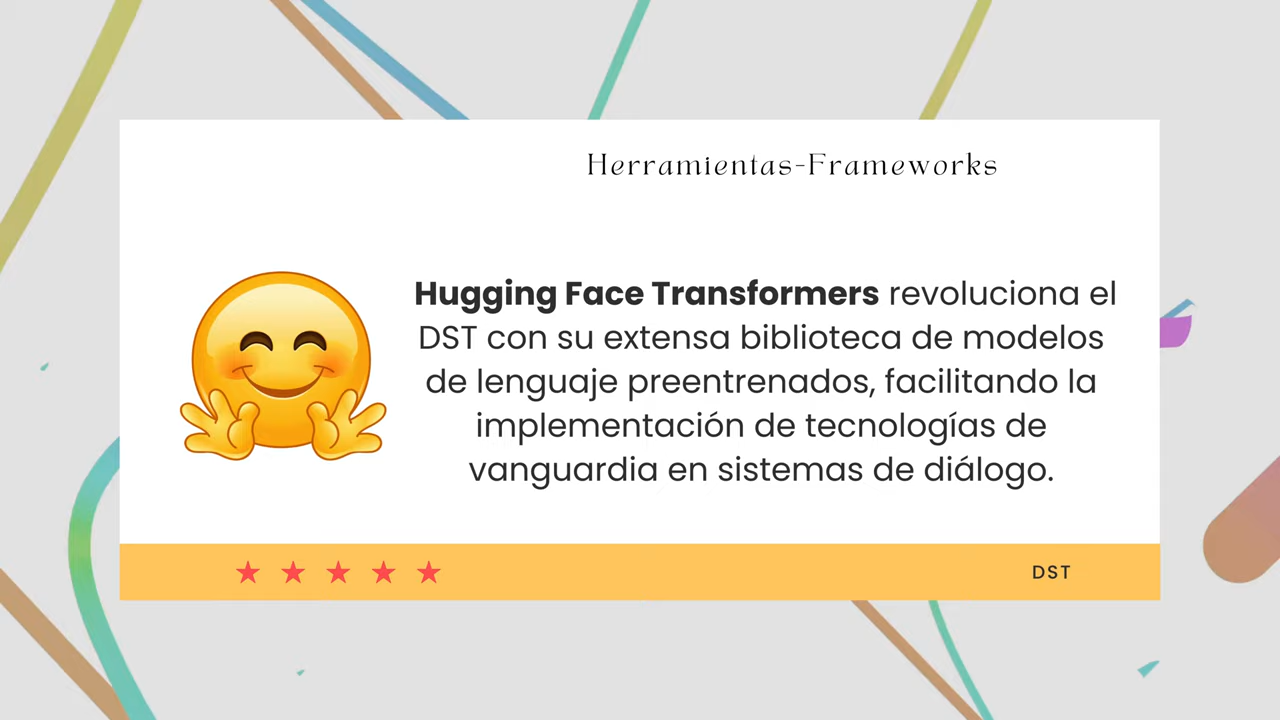 Herramientas-Frameworks
Hugging Face Transformers revoluciona el
DST con su extensa biblioteca de modelos
de lenguaje preentrenados, facilitando la
implementación de tecnologías de
vanguardia en sistemas de diálogo.
DST